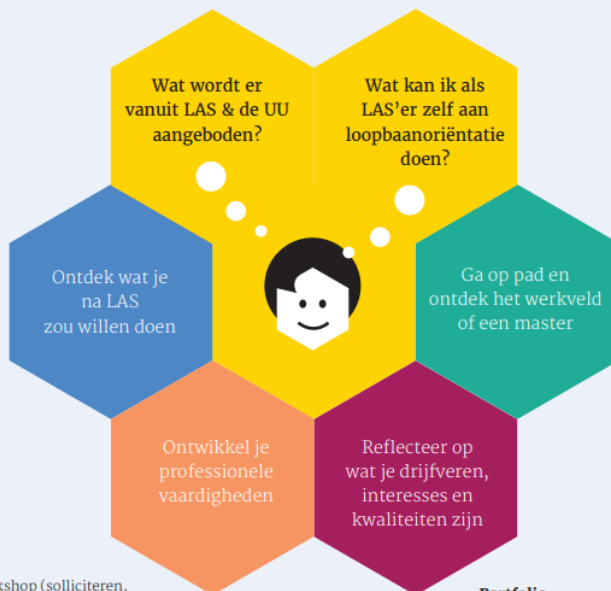 Wat wordt er
vanuit LAS & de UU
aangeboden?
Wat kan ik als
LAS’er zelf aan
loopbaanoriëntatie
doen?
Ontdek wat je
na LAS
zou willen doen
Ga op pad en
ontdek het werkveld
of een master
Ontwikkel je
professionele
vaardigheden
Reflecteer op
wat je drijfveren,
interesses en
kwaliteiten zijn
kshop (solliciteren,